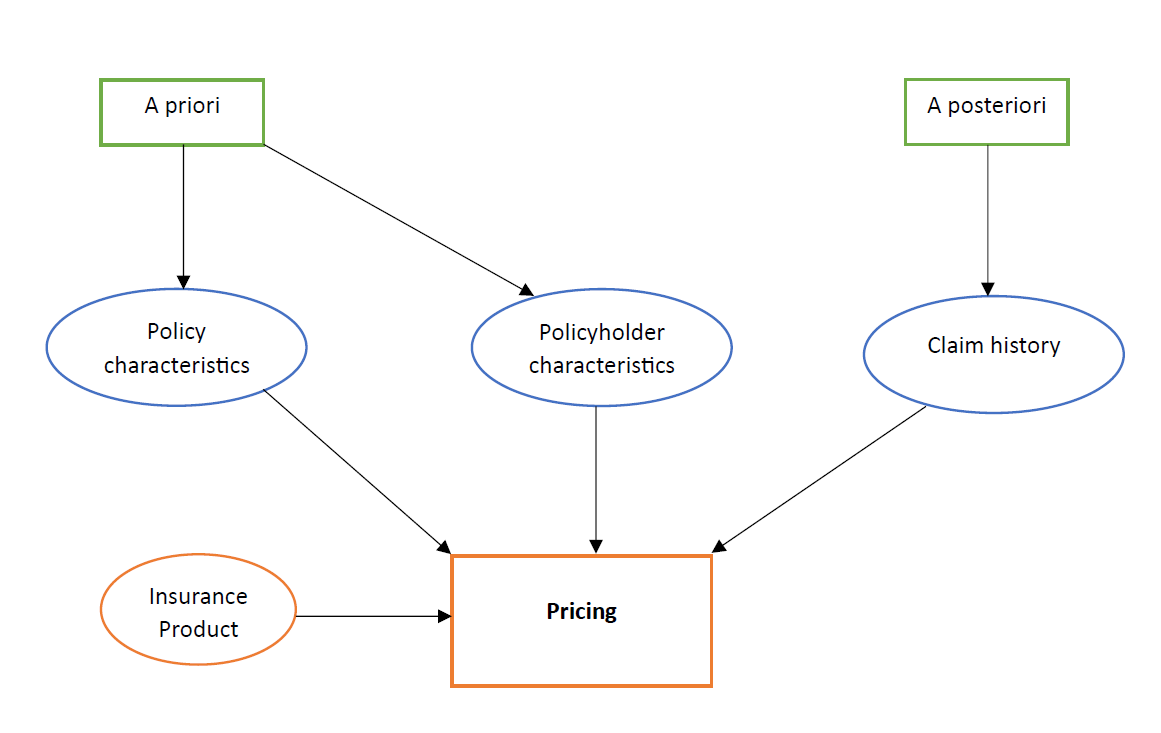 A priori
A posteriori
Policy
characteristics
Policyholder
characteristics
Claim history
Insurance
Product
Pricing